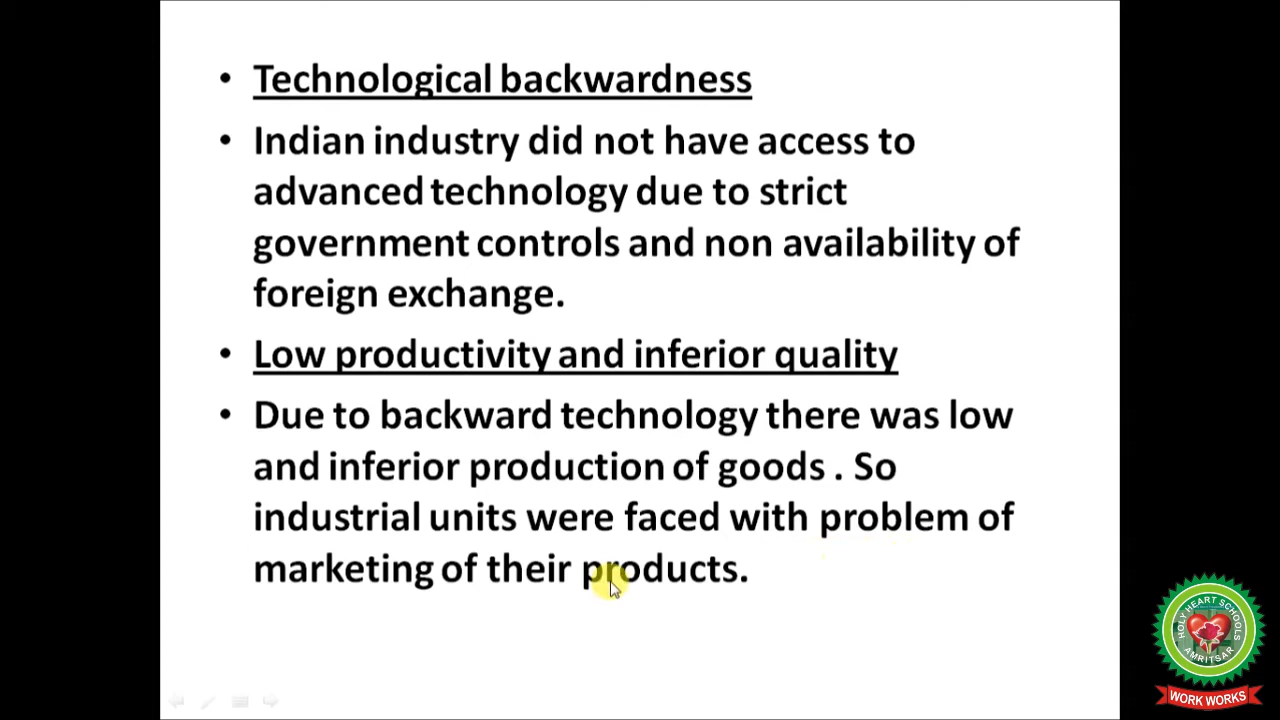 • Technological backwardness
• Indian industry did not have access to
advanced technology due to strict
government controls and non availability of
foreign exchange.
• Low productivity and inferior quality
• Due to backward technology there was low
and inferior production of goods . So
industrial units were faced with problem of
marketing of their products.
HOLY HEART SCHOOLS
AMRITSAR
WORK WORKS